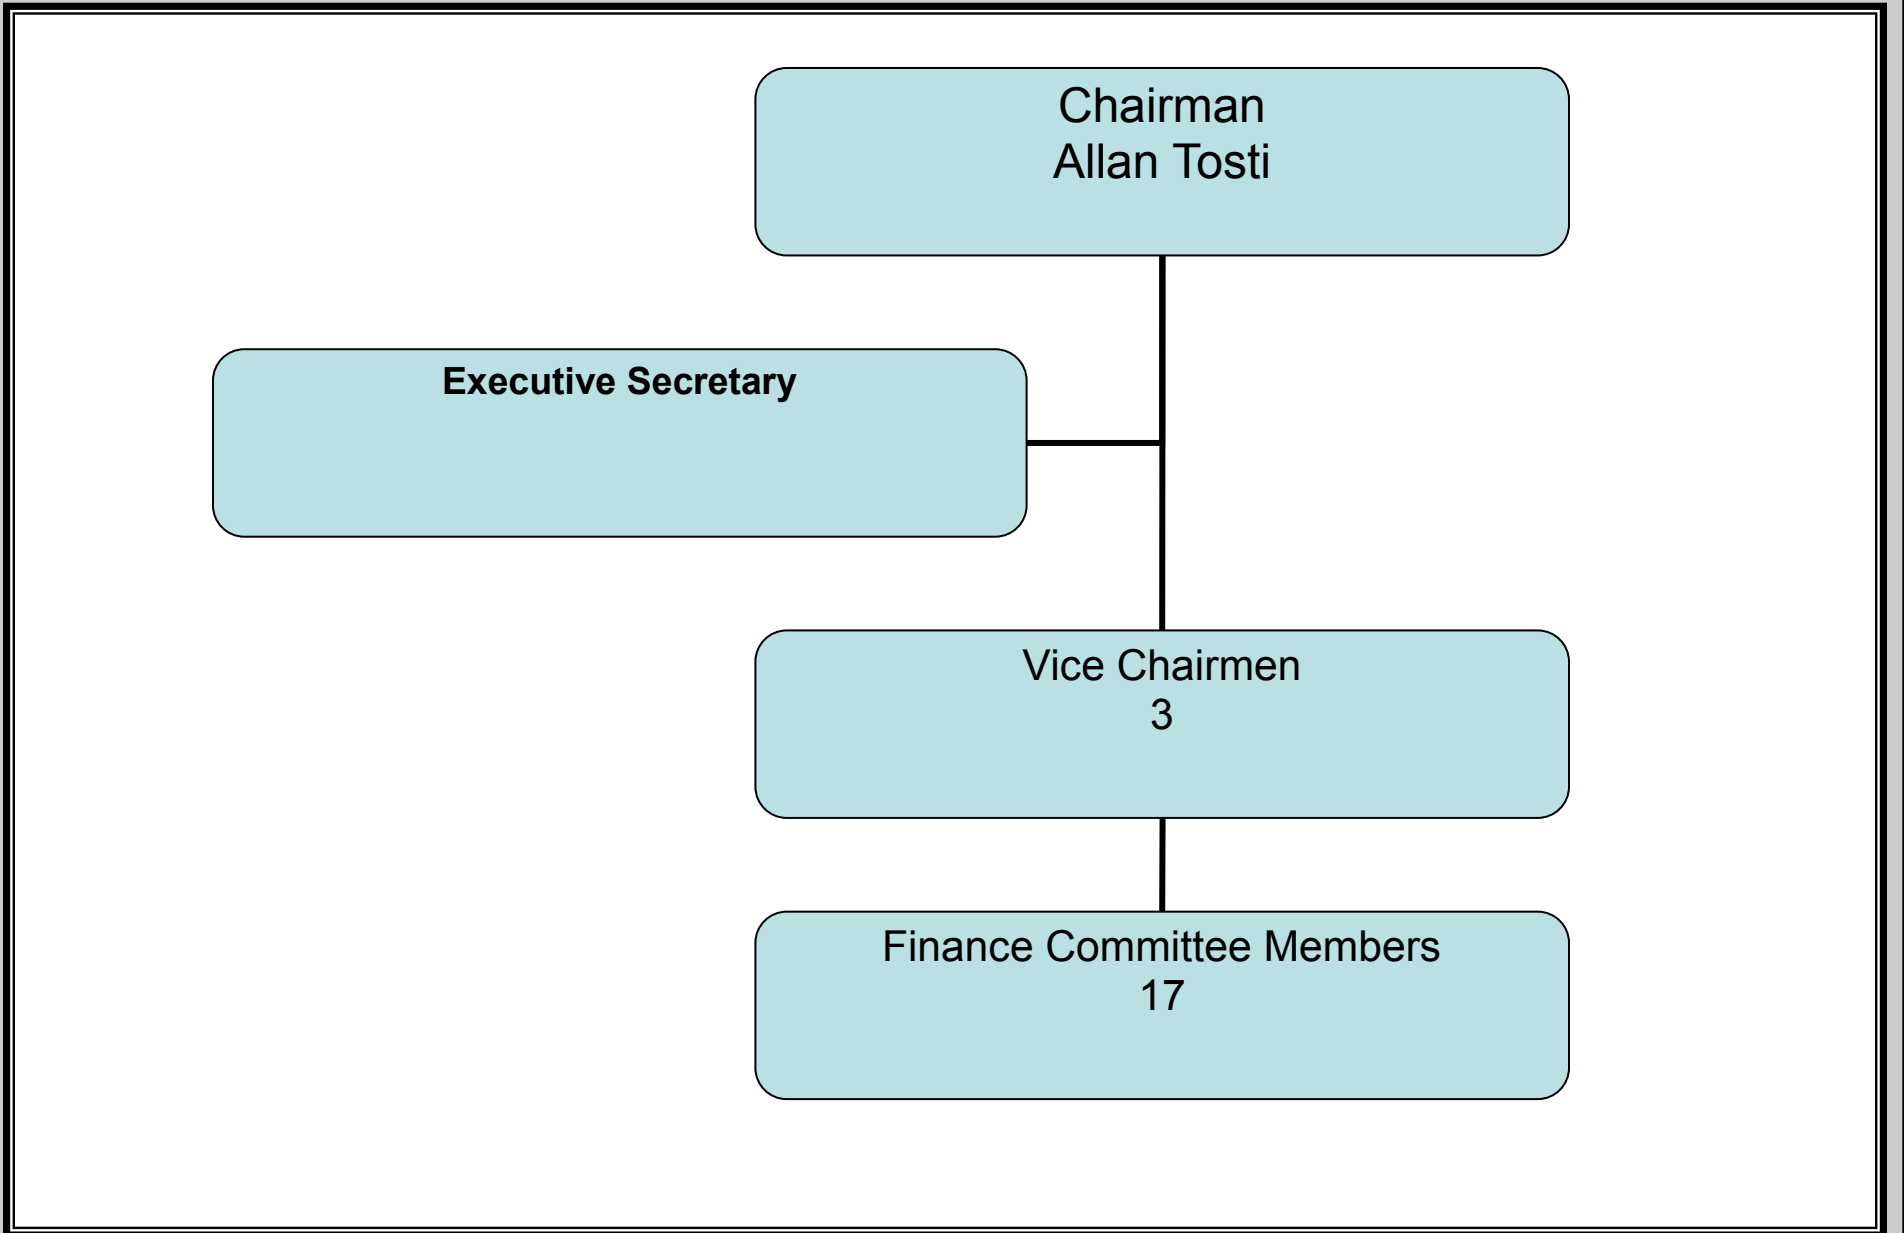 Chairman
Allan Tosti
Executive Secretary
Vice Chairmen
3
Finance Committee Members
17